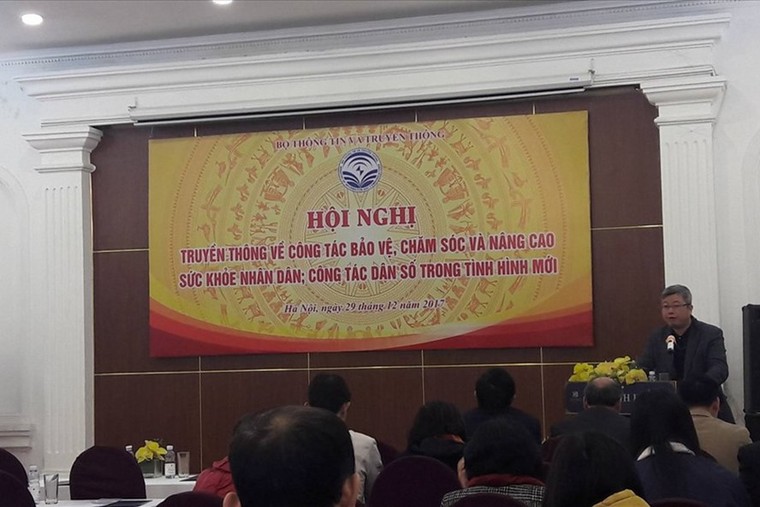 BỘ THÔNG TIN VÀ TRUYỀN THÔNG
HỘI NGHỊ
TRUYỀN THÔNG VỀ CÔNG TÁC BẢO VỆ, CHĂM SÓC VÀ NÂNG CAO
SỨC KHỎE NHÂN DÂN; CÔNG TÁC DÂN SỐ TRONG TÌNH HÌNH MỚI
Hà Nội, ngày 29 tháng 12 năm 2017